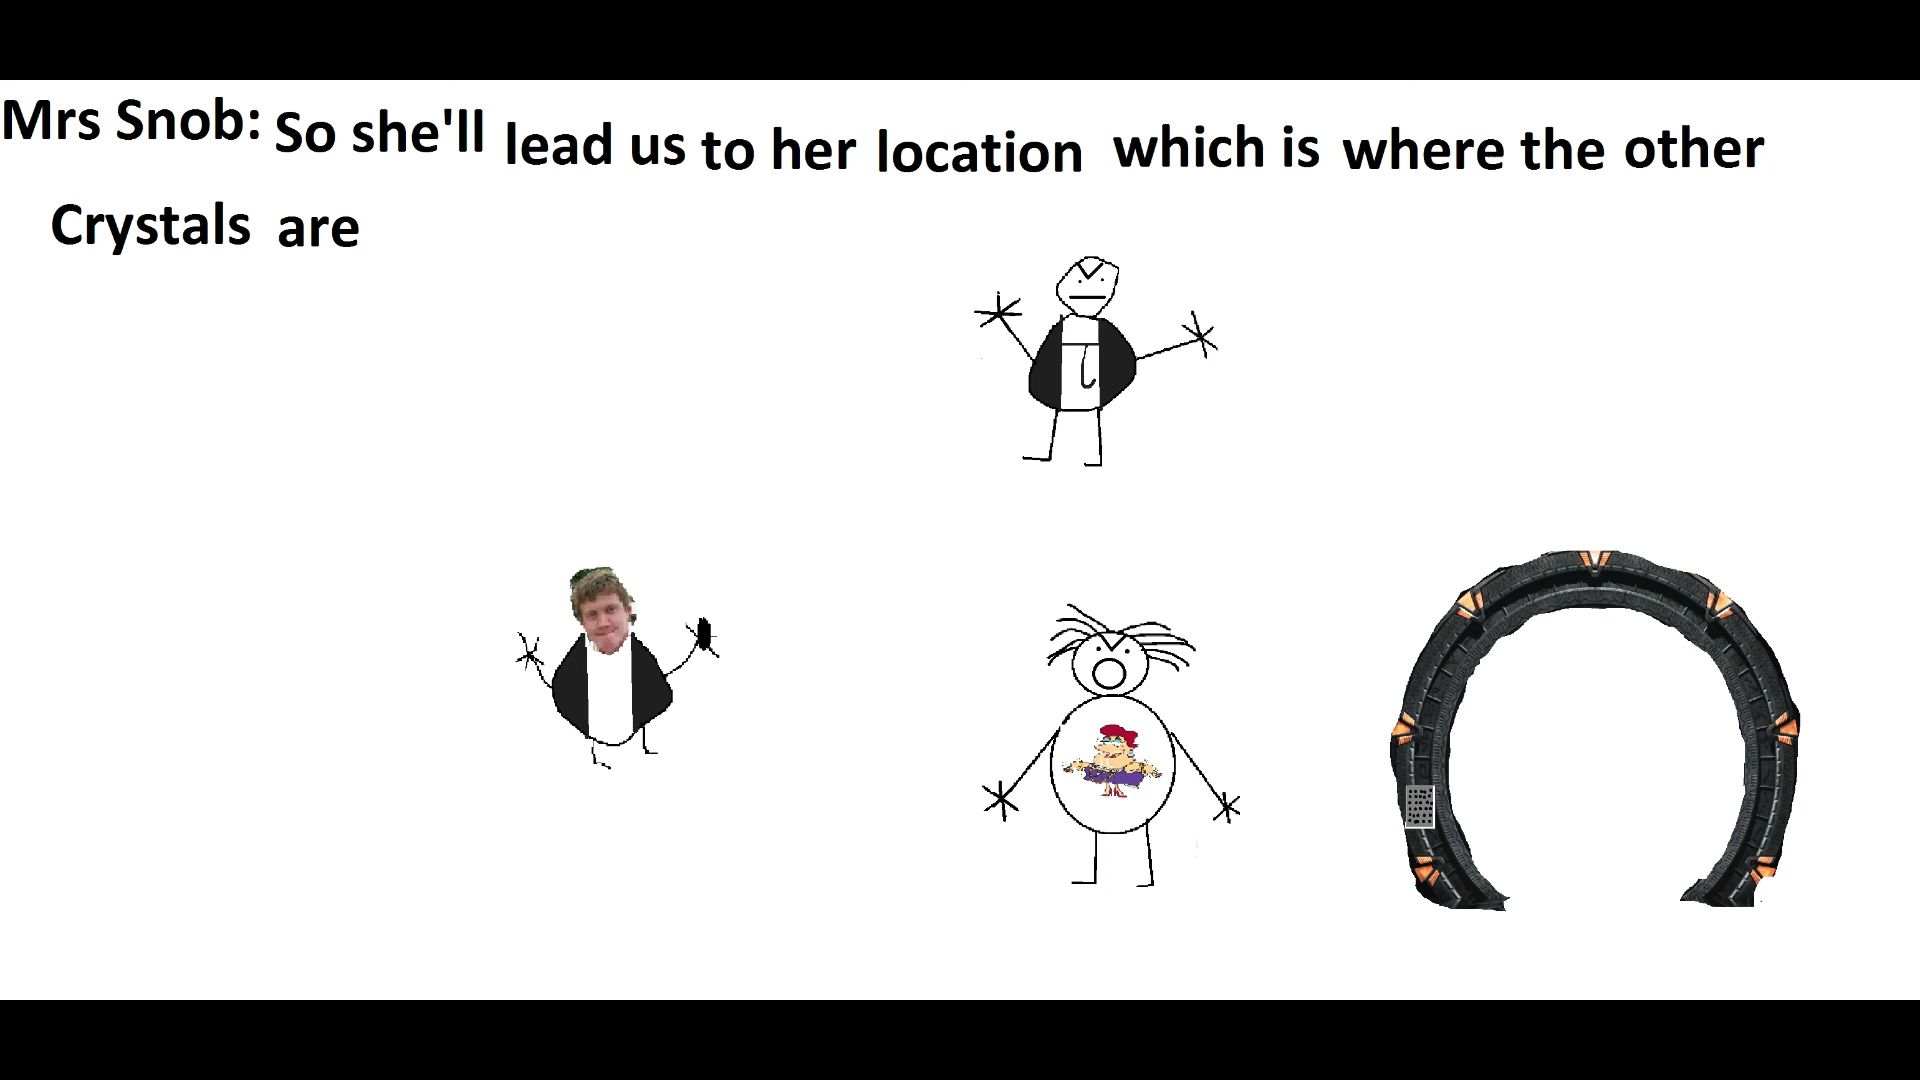 Mrs Snob: So she'll lead us to her location which is where the other
Crystals are